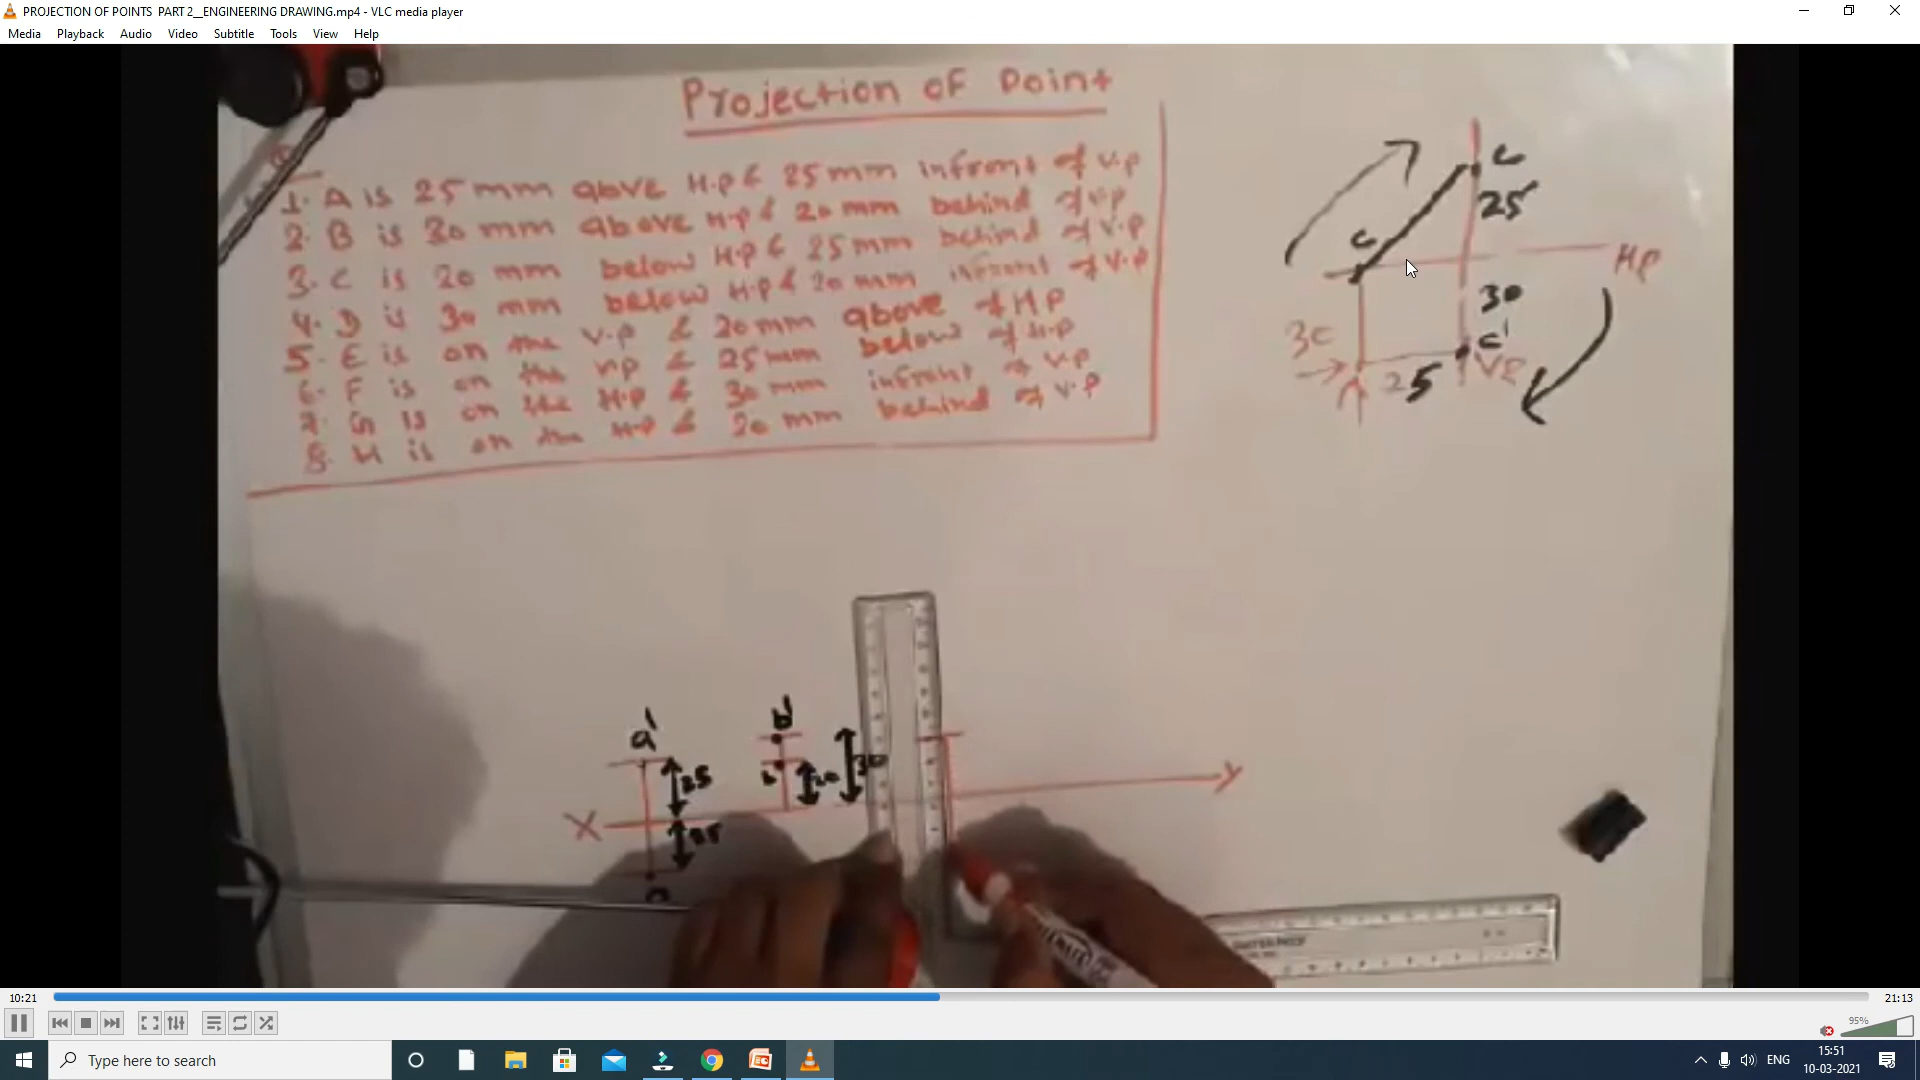 PROJECTION OF POINTS PART 2__ENGINEERING DRAWING.mp4 - VLC media player
Media Playback Audio Video Subtitle Tools View Help
Projection of Point
1. A is 25 mm above H.P & 25 mm infront of V.P
2. B is 30 mm above H.P & 20 mm behind of V.P
3. C is 20 mm below H.P & 25 mm behind of V.P
4. D is 30 mm below H.P & 20 mm infront of V.P
5. E is on the V.P & 20 mm above of H P
6. F is on the V P & 25 mm below of H.P
7. G is on the H.P & 30 mm infront of V.P
8. H is on the H.P & 20 mm behind of V.P
c
25
c
HP
30
30
c'
25
VP
a'
25
b'
20
30
X
Y
25
a
10:21
21:13
95%
Type here to search
ENG
15:51
10-03-2021